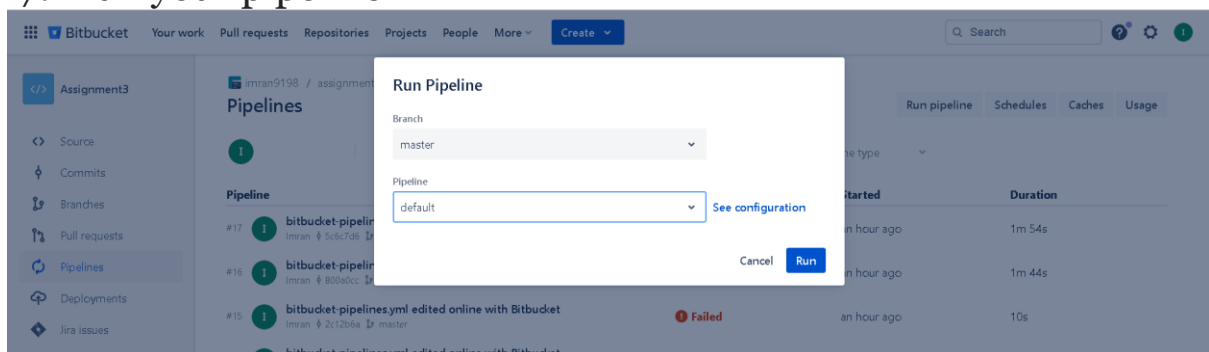 Bitbucket Your work Pull requests Repositories Projects People More Create Search
Assignment3
imran9198 / assignment
Pipelines
Run pipeline Schedules Caches Usage
Run Pipeline
Branch
master
Pipeline
default
See configuration
Cancel Run
Source
Commits
Branches
Pull requests
Pipelines
Deployments
Jira issues
I
ne type
Pipeline Started Duration
#17 I bitbucket-pipelin an hour ago 1m 54s
Imran 5c6c7d6
#16 I bitbucket-pipelin an hour ago 1m 44s
Imran 800a0cc
#15 I bitbucket-pipelines.yml edited online with Bitbucket Failed an hour ago 10s
Imran 2c12b6a master